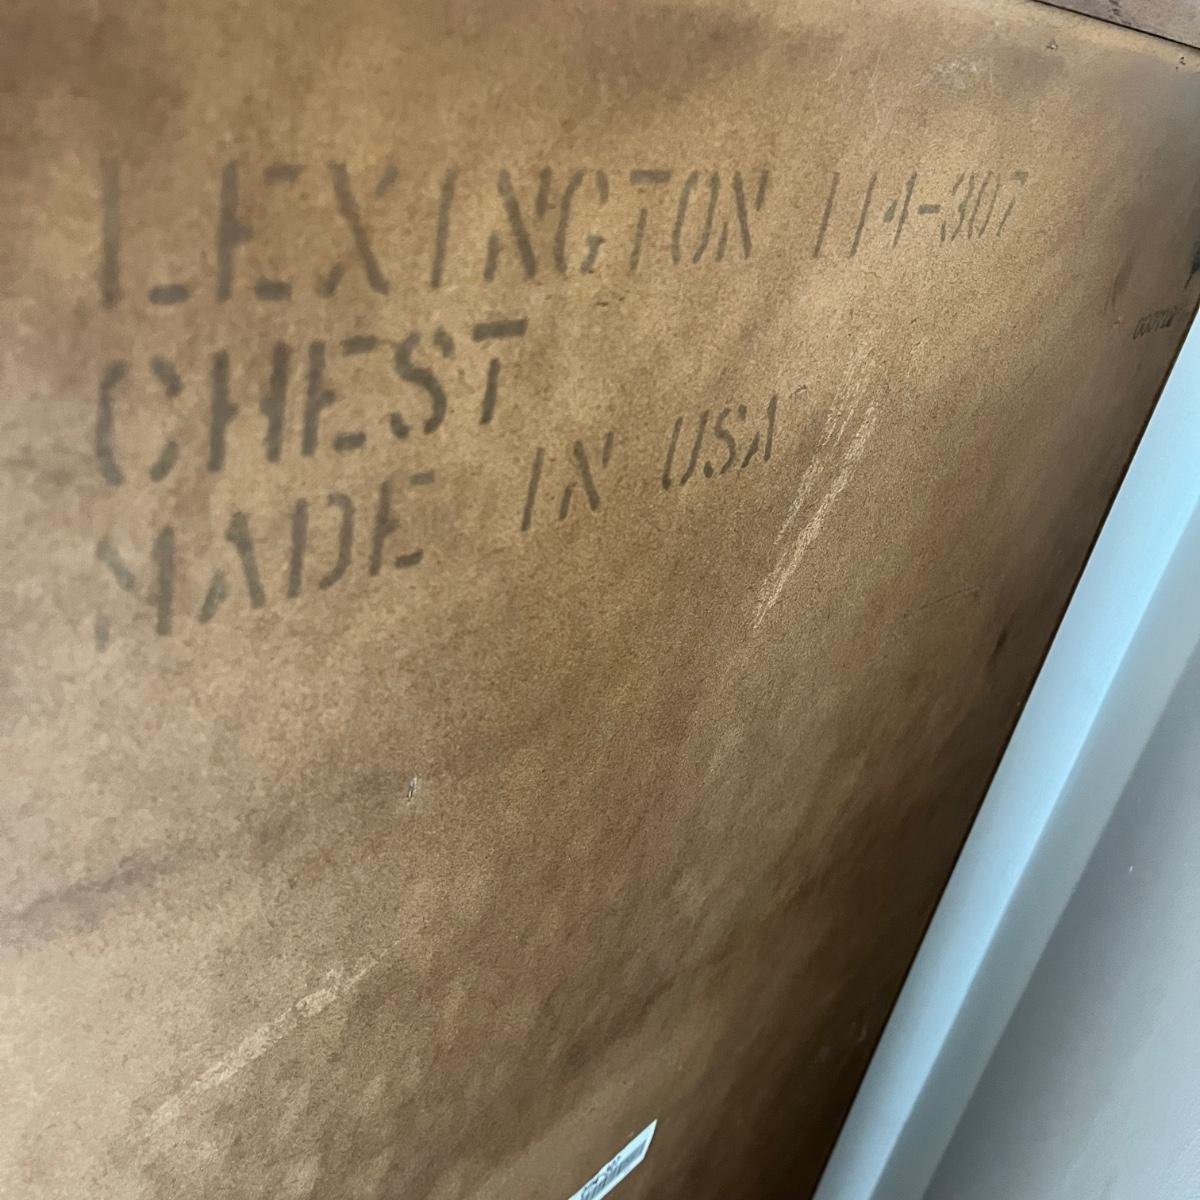 LEXINGTON 114-307
CHEST
MADE IN USA